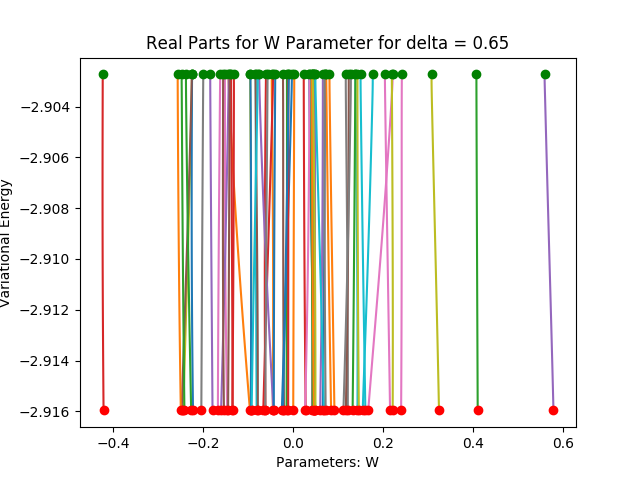 Real Parts for W Parameter for delta = 0.65
Variational Energy
−2.904
−2.906
−2.908
−2.910
−2.912
−2.914
−2.916
−0.4 −0.2 0.0 0.2 0.4 0.6
Parameters: W